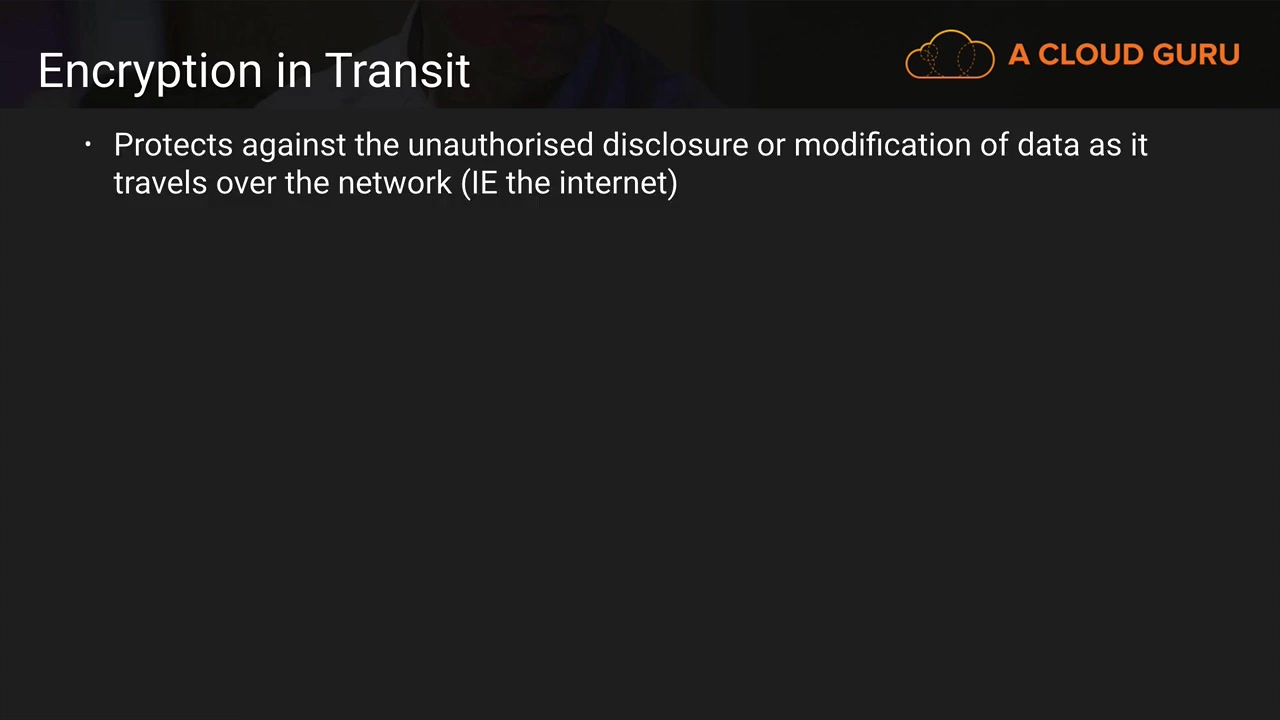 Encryption in Transit
A CLOUD GURU
• Protects against the unauthorised disclosure or modification of data as it
travels over the network (IE the internet)